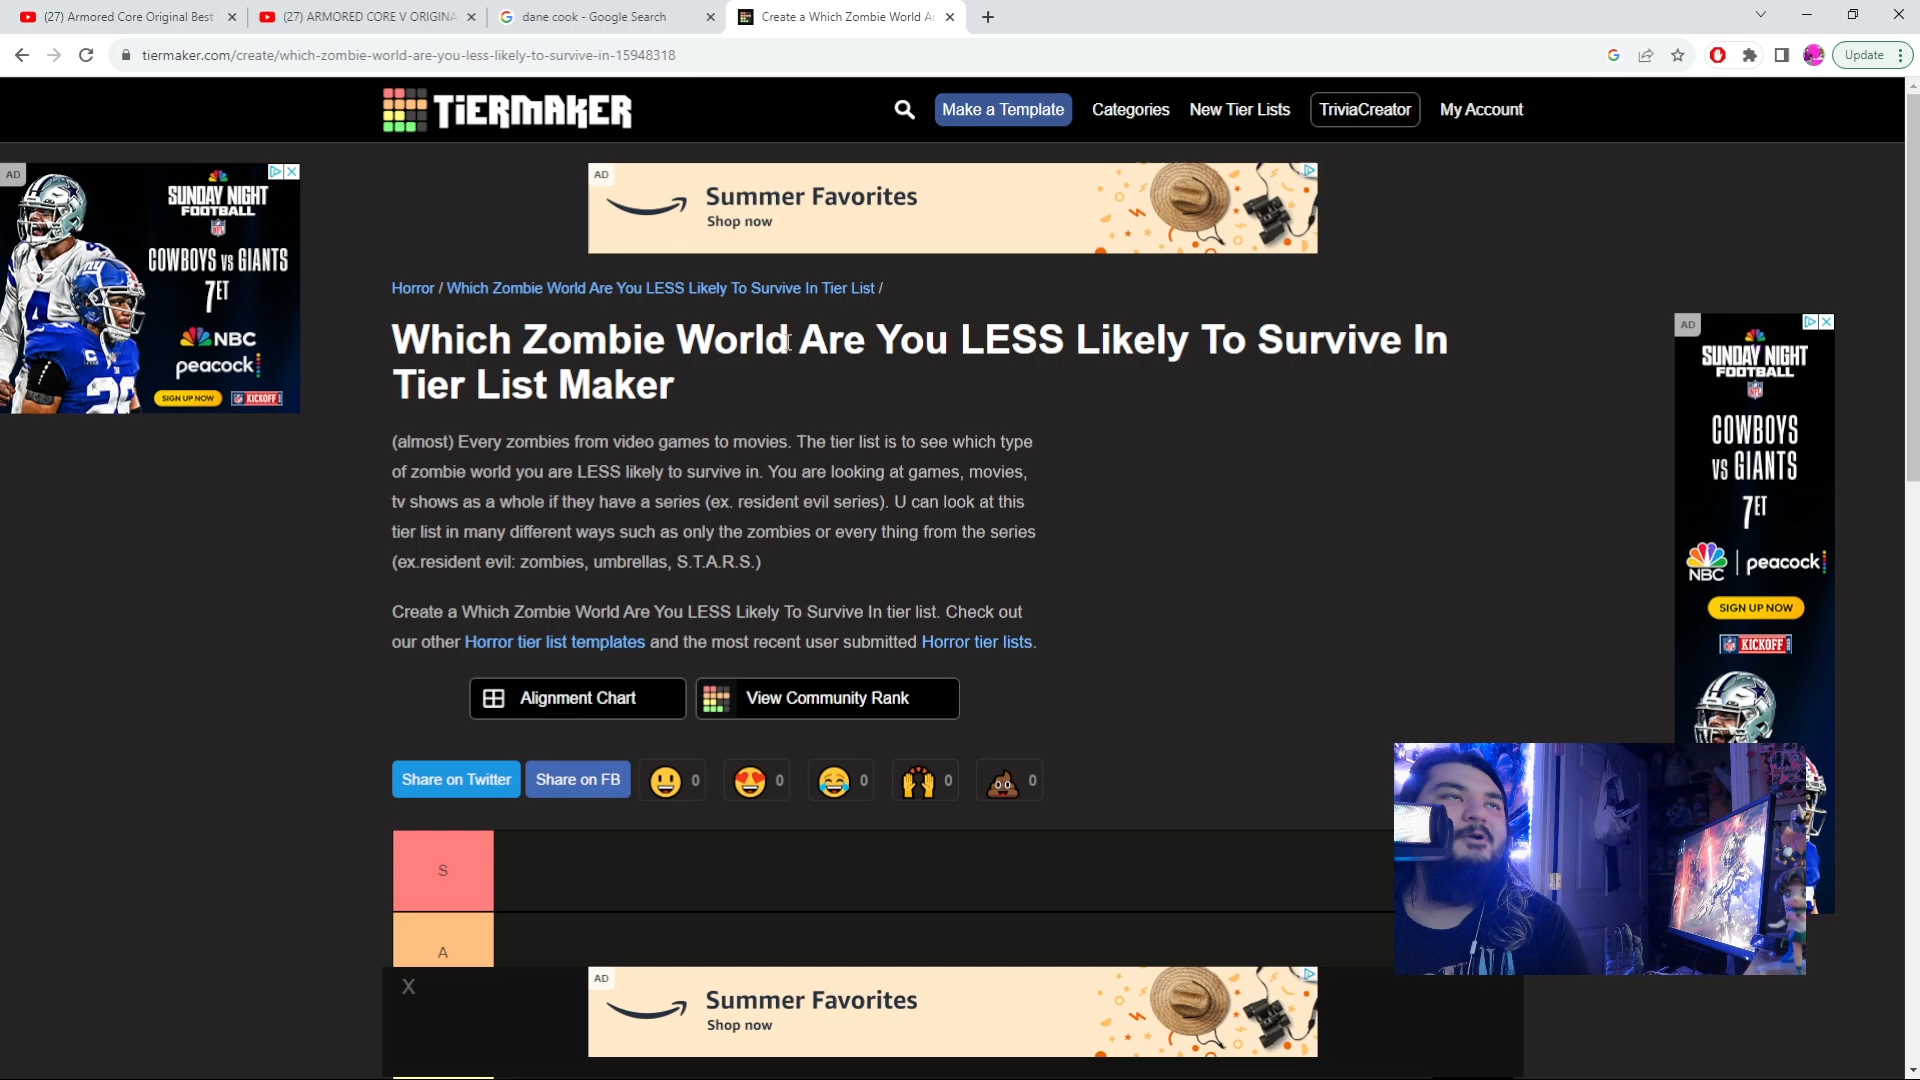 (27) Armored Core Original Best
(27) ARMORED CORE V ORIGINA
dane cook - Google Search
Create a Which Zombie World Ar
tiermaker.com/create/which-zombie-world-are-you-less-likely-to-survive-in-15948318
Update
TIERMAKER
Make a Template
Categories
New Tier Lists
TriviaCreator
My Account
AD
SUNDAY NIGHT
FOOTBALL
COWBOYS VS GIANTS
7ET
NBC
peacock
SIGN UP NOW
KICKOFF
AD
Summer Favorites
Shop now
Horror / Which Zombie World Are You LESS Likely To Survive In Tier List /
Which Zombie World Are You LESS Likely To Survive In
Tier List Maker
(almost) Every zombies from video games to movies. The tier list is to see which type
of zombie world you are LESS likely to survive in. You are looking at games, movies,
tv shows as a whole if they have a series (ex. resident evil series). U can look at this
tier list in many different ways such as only the zombies or every thing from the series
(ex.resident evil: zombies, umbrellas, S.T.A.R.S.)
Create a Which Zombie World Are You LESS Likely To Survive In tier list. Check out
our other Horror tier list templates and the most recent user submitted Horror tier lists.
Alignment Chart
View Community Rank
Share on Twitter
Share on FB
0
0
0
0
0
S
A
X
AD
Summer Favorites
Shop now
AD
SUNDAY NIGHT
FOOTBALL
COWBOYS
VS GIANTS
7ET
NBC
peacock
SIGN UP NOW
KICKOFF